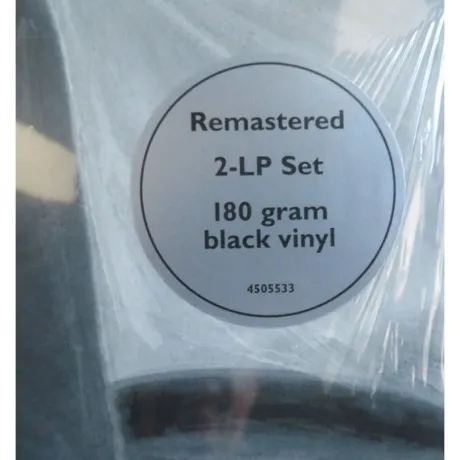 Remastered
2-LP Set
180 gram
black vinyl
4505533